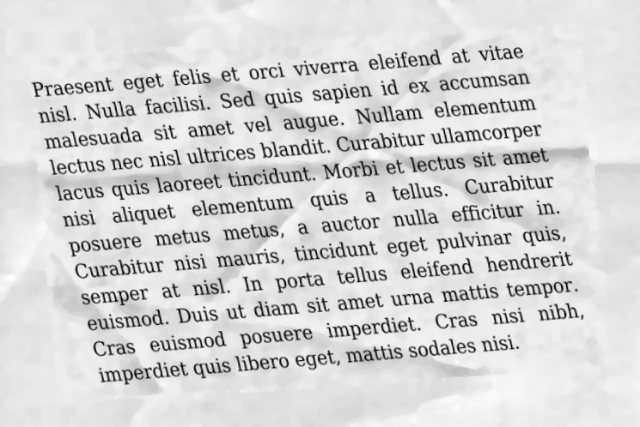 Praesent eget felis et orci viverra eleifend at vitae
nisl. Nulla facilisi. Sed quis sapien id ex accumsan
malesuada sit amet vel augue. Nullam elementum
lectus nec nisl ultrices blandit. Curabitur ullamcorper
lacus quis laoreet tincidunt. Morbi et lectus sit amet
nisi aliquet elementum quis a tellus. Curabitur
posuere metus metus, a auctor nulla efficitur in.
Curabitur nisi mauris, tincidunt eget pulvinar quis,
semper at nisl. In porta tellus eleifend hendrerit
euismod. Duis ut diam sit amet urna mattis tempor.
Cras euismod posuere imperdiet. Cras nisi nibh,
imperdiet quis libero eget, mattis sodales nisi.